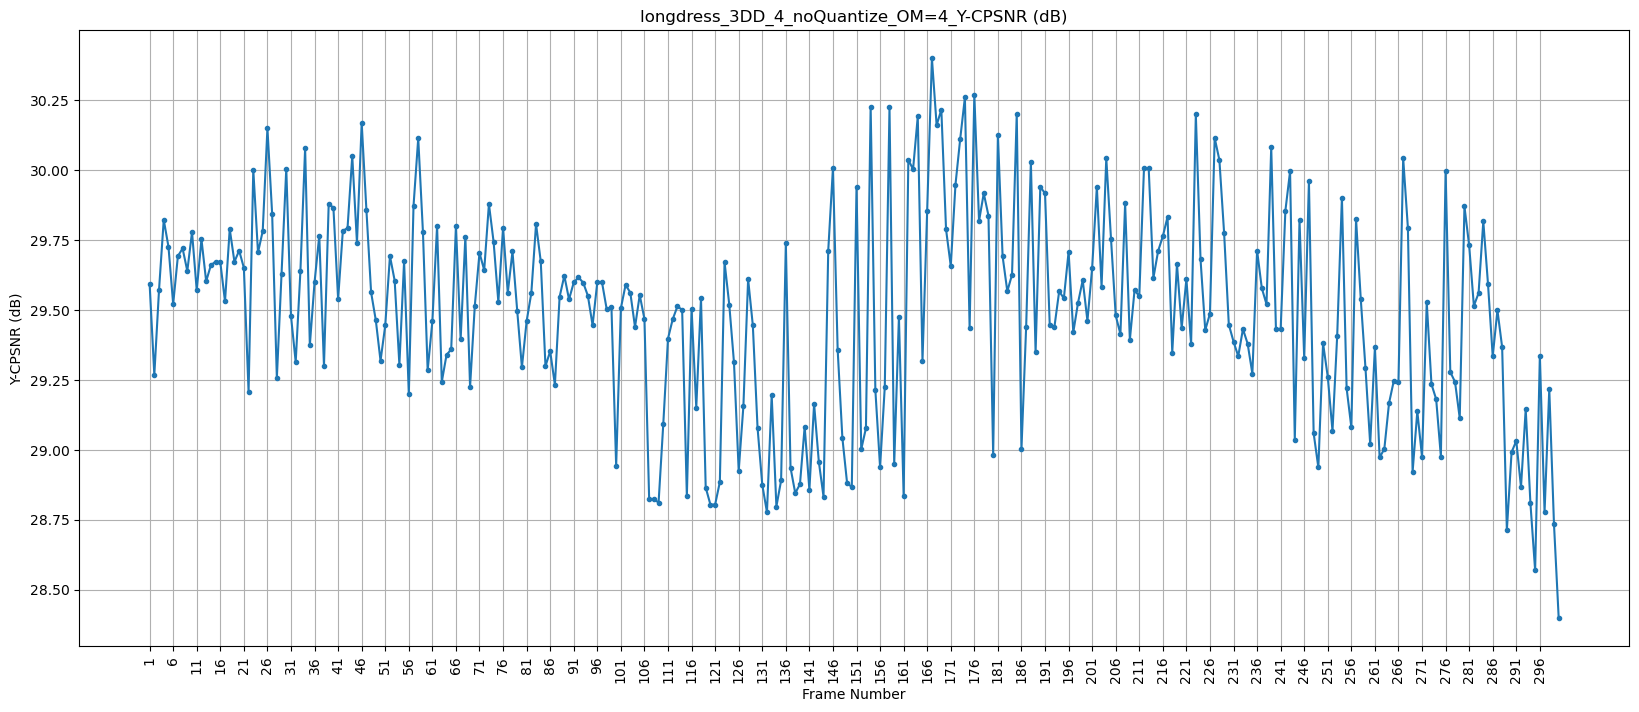 longdress_3DD_4_noQuantize_OM=4_Y-CPSNR (dB)
Y-CPSNR (dB)
30.25
30.00
29.75
29.50
29.25
29.00
28.75
28.50
1 6 11 16 21 26 31 36 41 46 51 56 61 66 71 76 81 86 91 96 101 106 111 116 121 126 131 136 141 146 151 156 161 166 171 176 181 186 191 196 201 206 211 216 221 226 231 236 241 246 251 256 261 266 271 276 281 286 291 296
Frame Number